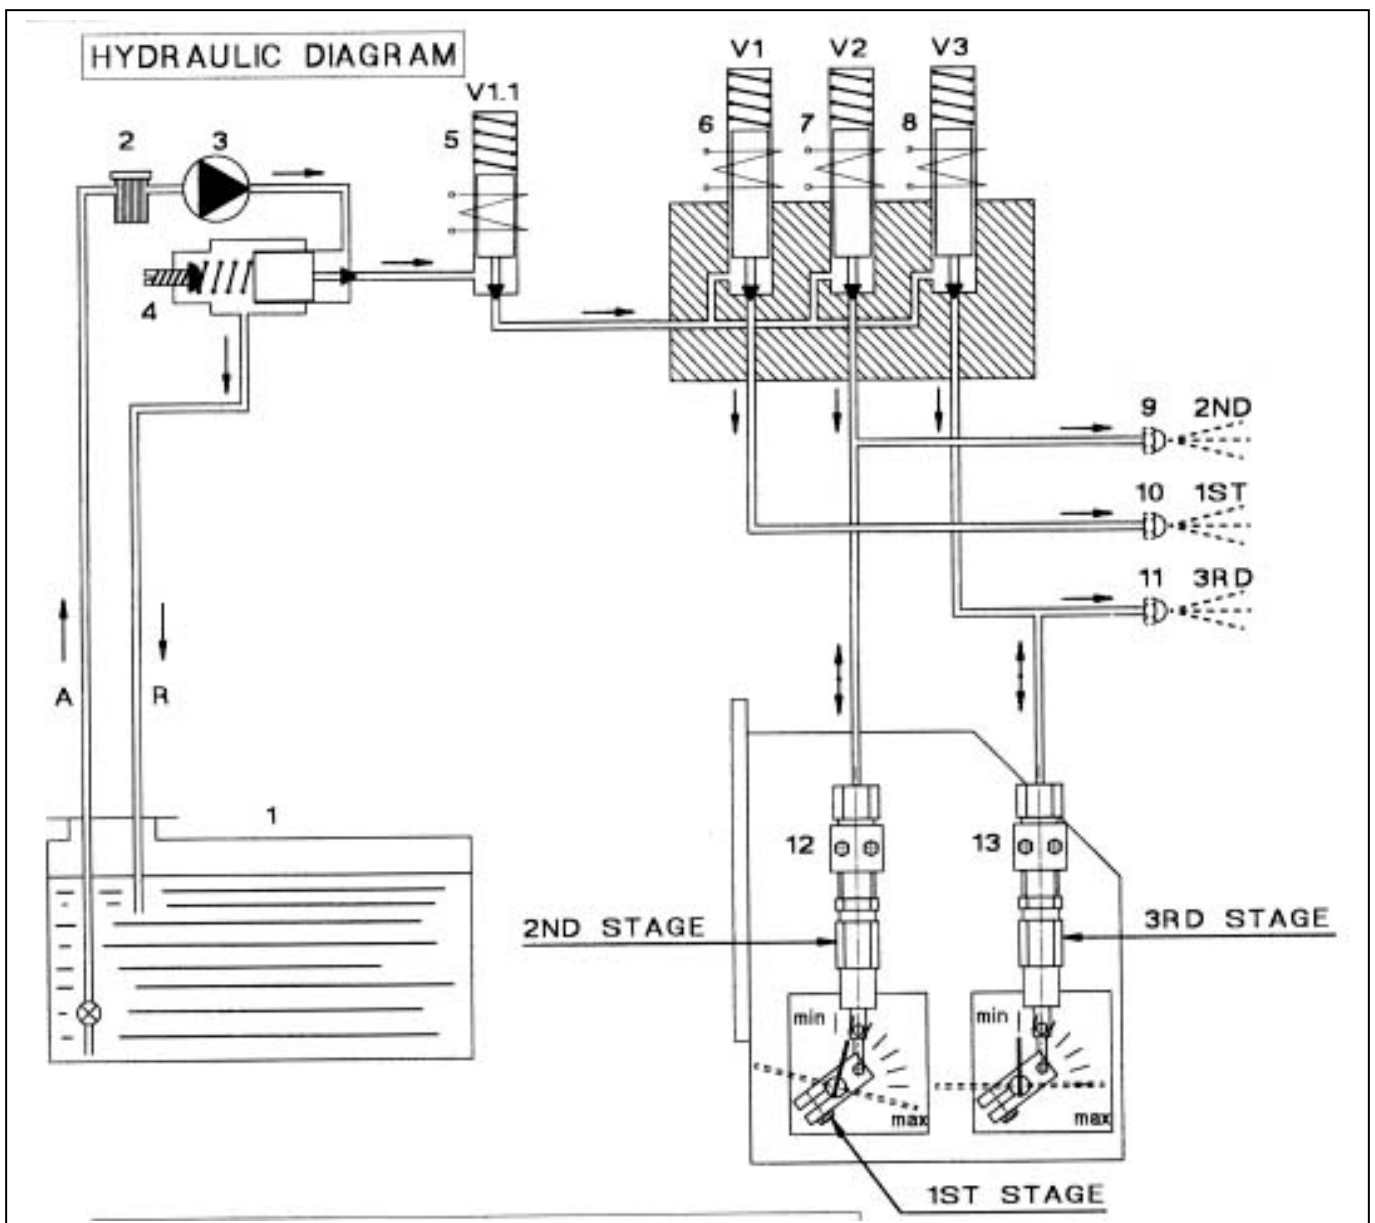 HYDRAULIC DIAGRAM
V1 V2 V3
V1.1
2 3 5 6 7 8
4
9 2ND
10 1ST
11 3RD
A R
1
12 13
2ND STAGE
3RD STAGE
min min
max max
1ST STAGE